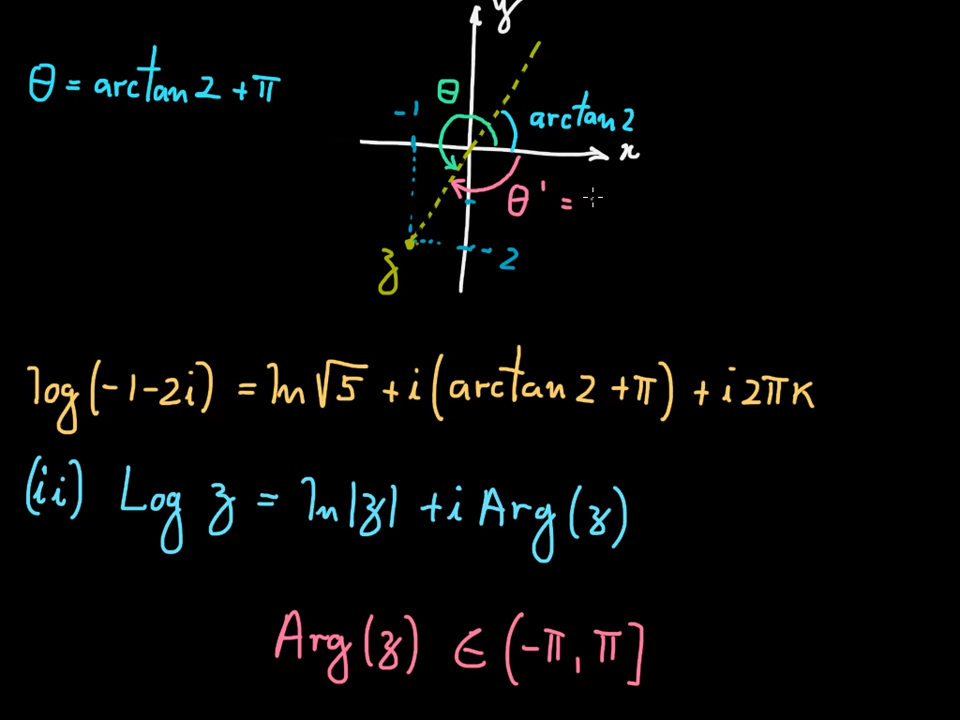 y
θ = arctan 2 + π
θ
-1
arctan 2
x
θ' =
z
-2
log(-1-2i) = ln √5 + i(arctan 2 + π) + i2πk
(ii) Log z = ln|z| + i Arg(z)
Arg(z) ∈ (-π, π]